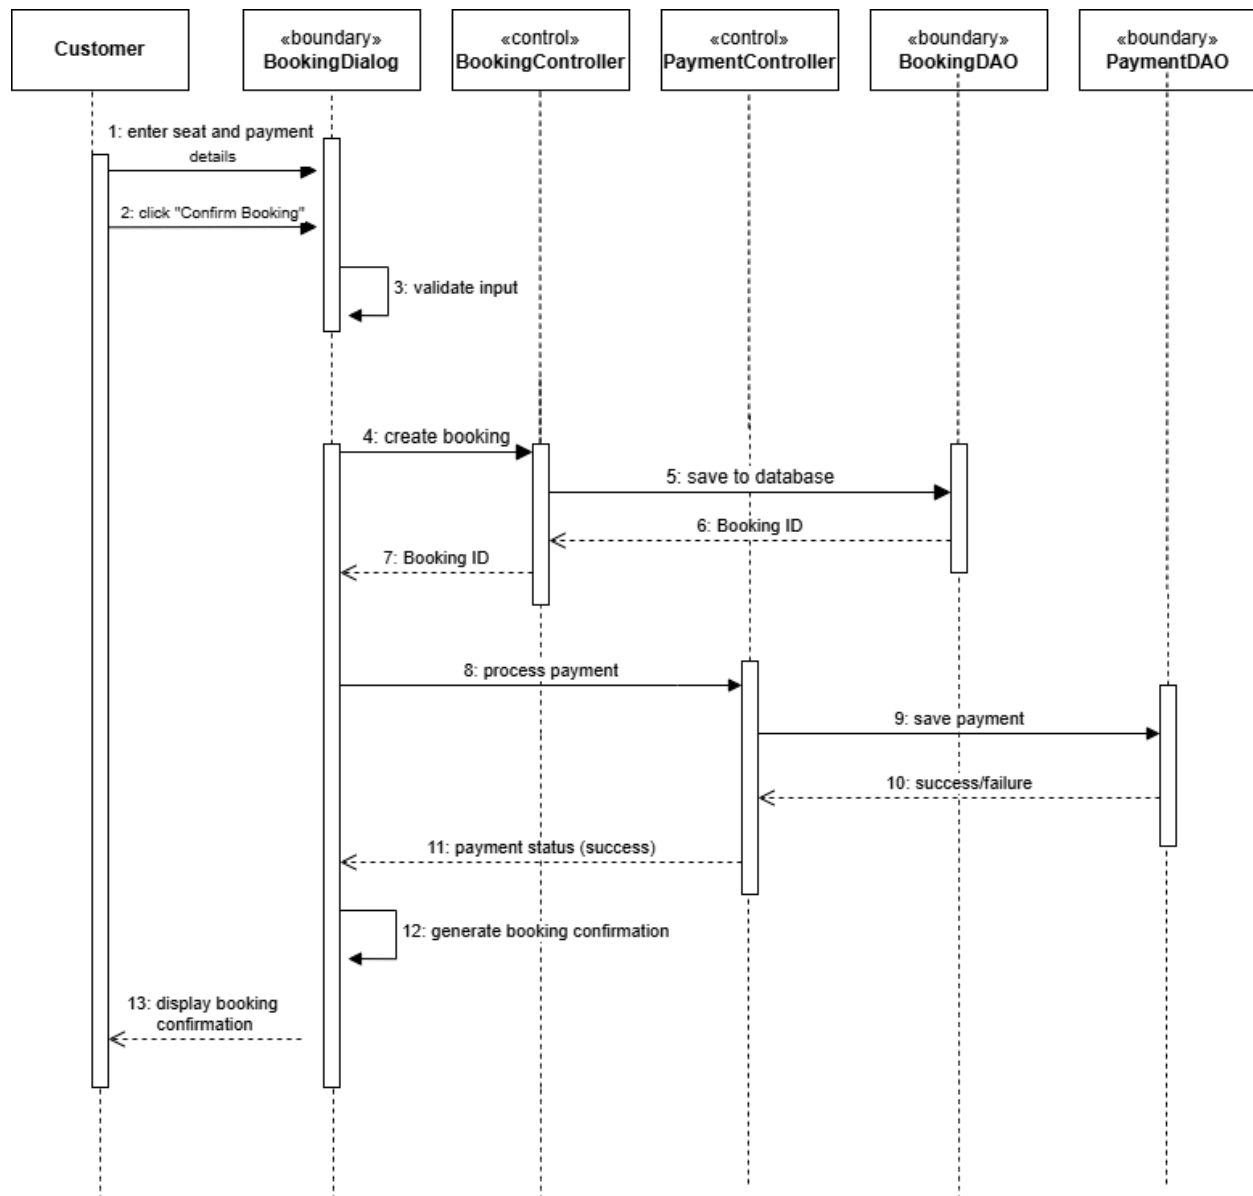 Customer
«boundary»
BookingDialog
«control»
BookingController
«control»
PaymentController
«boundary»
BookingDAO
«boundary»
PaymentDAO
1: enter seat and payment
details
2: click "Confirm Booking"
3: validate input
4: create booking
5: save to database
6: Booking ID
7: Booking ID
8: process payment
9: save payment
10: success/failure
11: payment status (success)
12: generate booking confirmation
13: display booking
confirmation